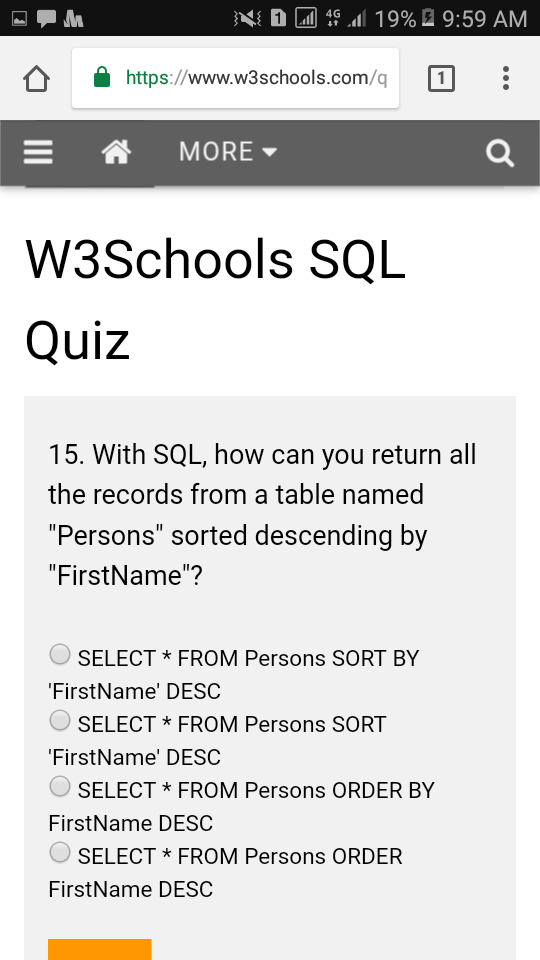 1 4G 19% 9:59 AM
https://www.w3schools.com/q 1
MORE
W3Schools SQL
Quiz
15. With SQL, how can you return all
the records from a table named
"Persons" sorted descending by
"FirstName"?
SELECT * FROM Persons SORT BY
'FirstName' DESC
SELECT * FROM Persons SORT
'FirstName' DESC
SELECT * FROM Persons ORDER BY
FirstName DESC
SELECT * FROM Persons ORDER
FirstName DESC